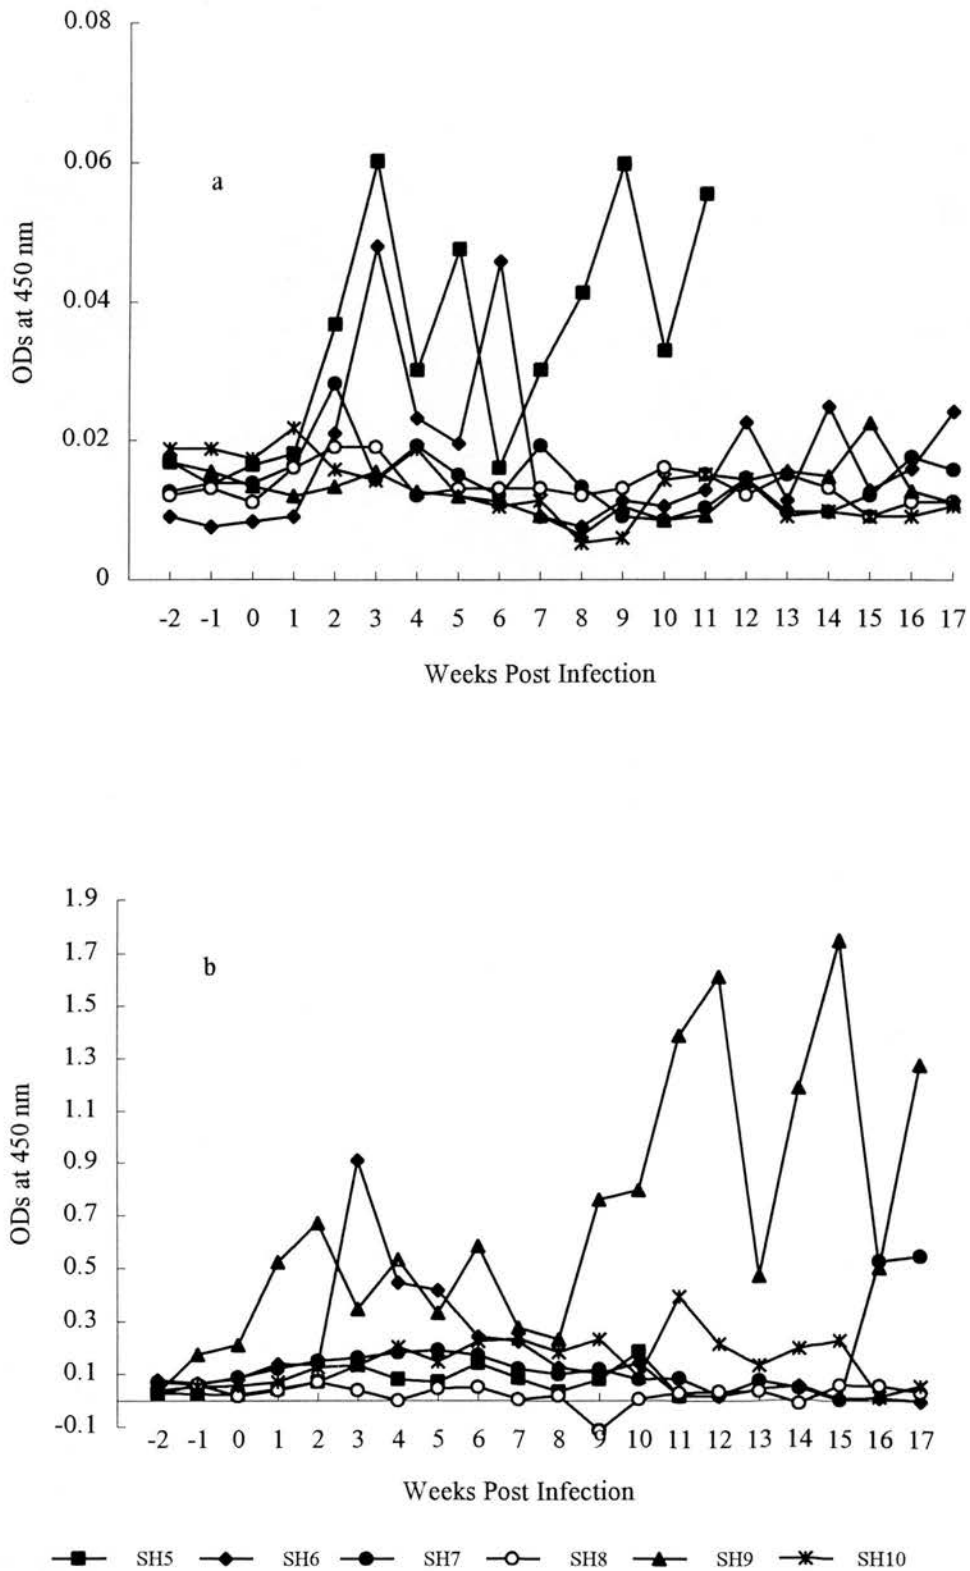 0.08
0.06
a
0.04
0.02
0
ODs at 450 nm
-2 -1 0 1 2 3 4 5 6 7 8 9 10 11 12 13 14 15 16 17
Weeks Post Infection
1.9
1.7
b
1.5
1.3
1.1
0.9
0.7
0.5
0.3
0.1
-0.1
ODs at 450 nm
-2 -1 0 1 2 3 4 5 6 7 8 9 10 11 12 13 14 15 16 17
Weeks Post Infection
SH5 SH6 SH7 SH8 SH9 SH10